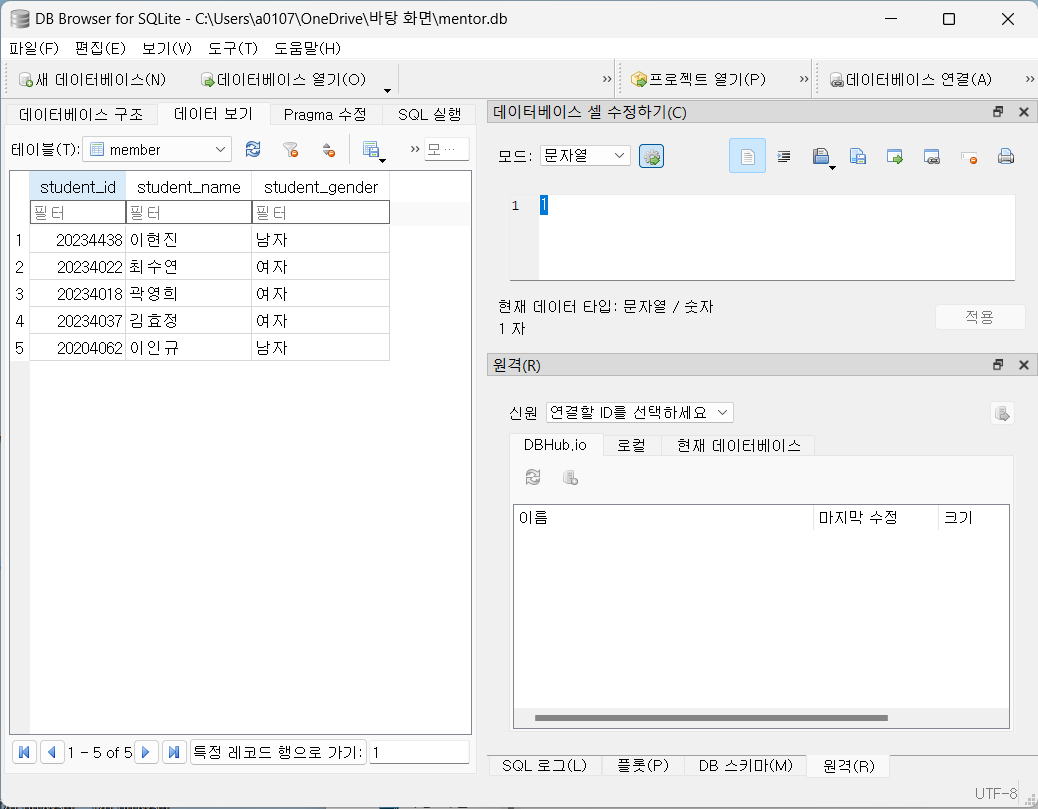 DB Browser for SQLite - C:\Users\a0107\OneDrive\바탕 화면\mentor.db
파일(F) 편집(E) 보기(V) 도구(T) 도움말(H)
새 데이터베이스(N) 데이터베이스 열기(O) » 프로젝트 열기(P) » 데이터베이스 연결(A) »
데이터베이스 구조 데이터 보기 Pragma 수정 SQL 실행
테이블(T): member » 모 ...
student_id student_name student_gender
필터 필터 필터
1 20234438 이현진 남자
2 20234022 최수연 여자
3 20234018 곽영희 여자
4 20234037 김효정 여자
5 20204062 이인규 남자
1 - 5 of 5 특정 레코드 행으로 가기: 1
데이터베이스 셀 수정하기(C)
모드: 문자열
1 1
현재 데이터 타입: 문자열 / 숫자
1 자
적용
원격(R)
신원 연결할 ID를 선택하세요
DBHub.io 로컬 현재 데이터베이스
이름 마지막 수정 크기
SQL 로그(L) 플롯(P) DB 스키마(M) 원격(R)
UTF-8